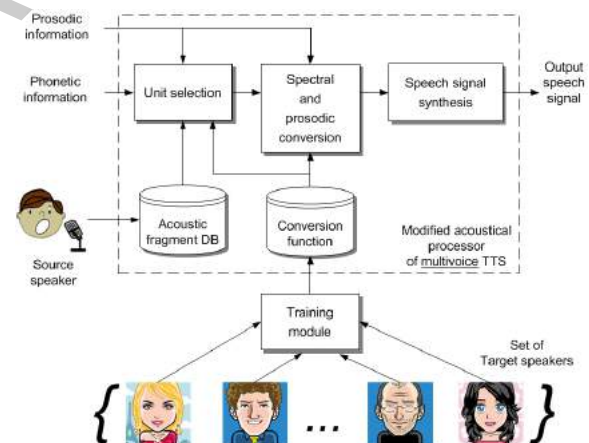 Prosodic
information
Phonetic
information
Unit selection
Spectral
and
prosodic
conversion
Speech signal
synthesis
Output
speech
signal
Source
speaker
Acoustic
fragment DB
Conversion
function
Modified acoustical
processor
of multivoice TTS
Training
module
Set of
Target speakers
{ ... }